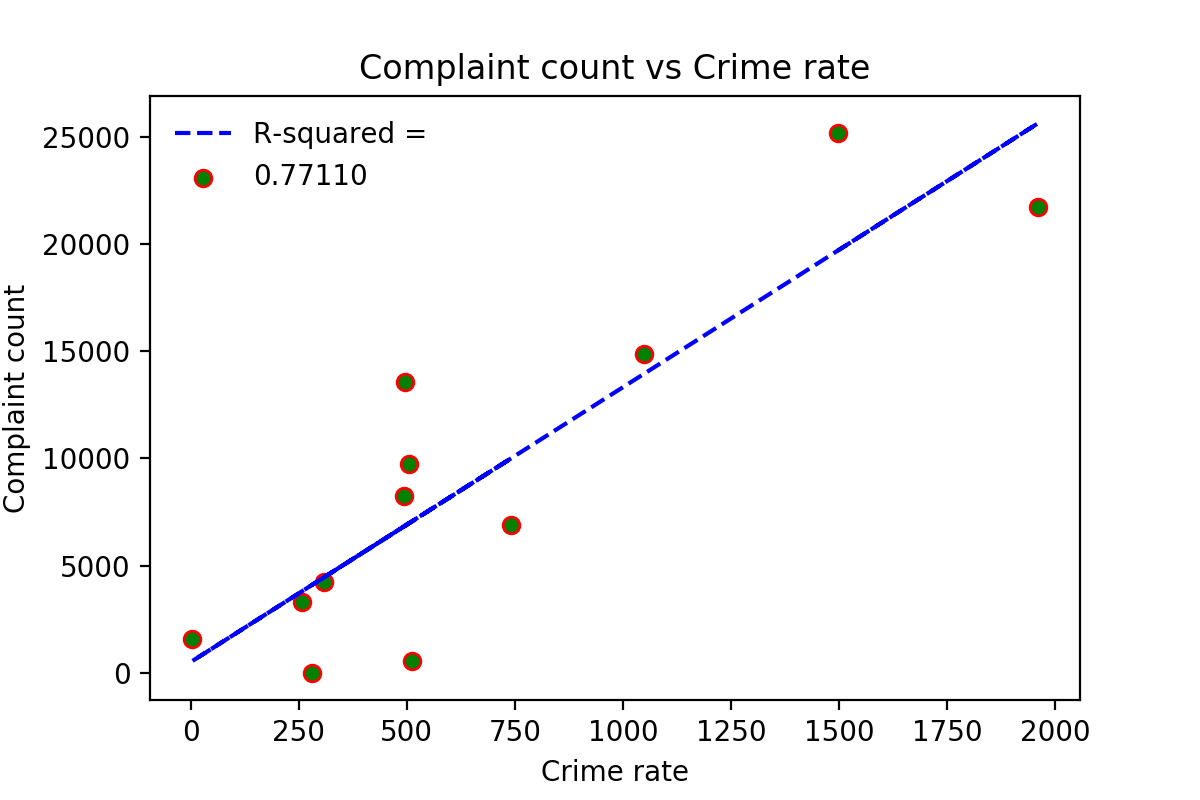 Complaint count vs Crime rate
R-squared =
0.77110
25000
20000
15000
10000
5000
0
Complaint count
0 250 500 750 1000 1250 1500 1750 2000
Crime rate